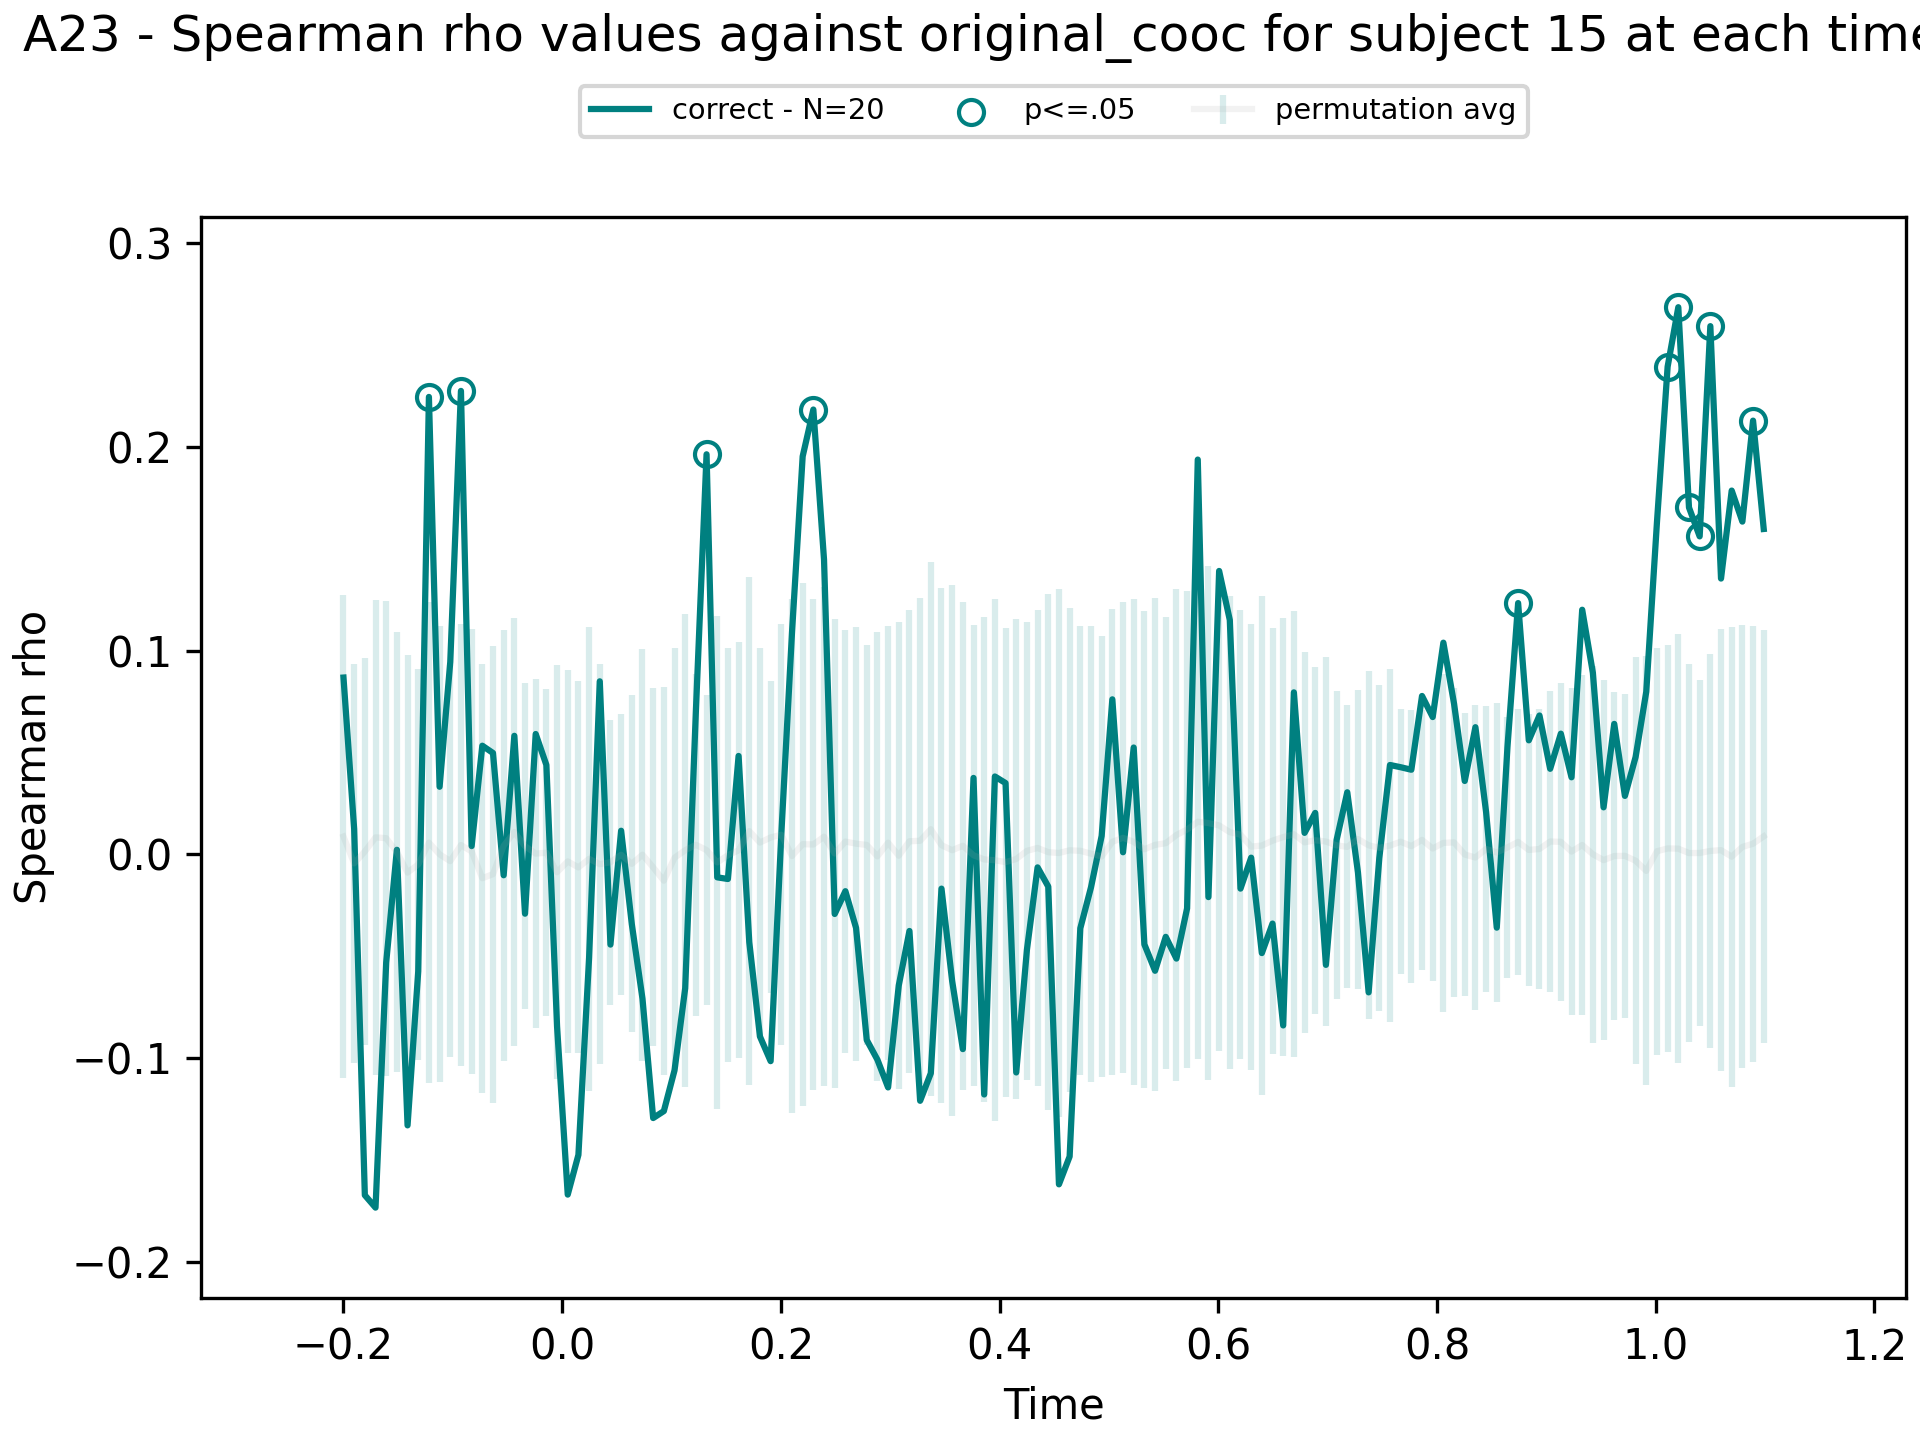 A23 - Spearman rho values against original_cooc for subject 15 at each time
correct - N=20 p<=.05 permutation avg
Spearman rho
0.3
0.2
0.1
0.0
−0.1
−0.2
−0.2 0.0 0.2 0.4 0.6 0.8 1.0 1.2
Time